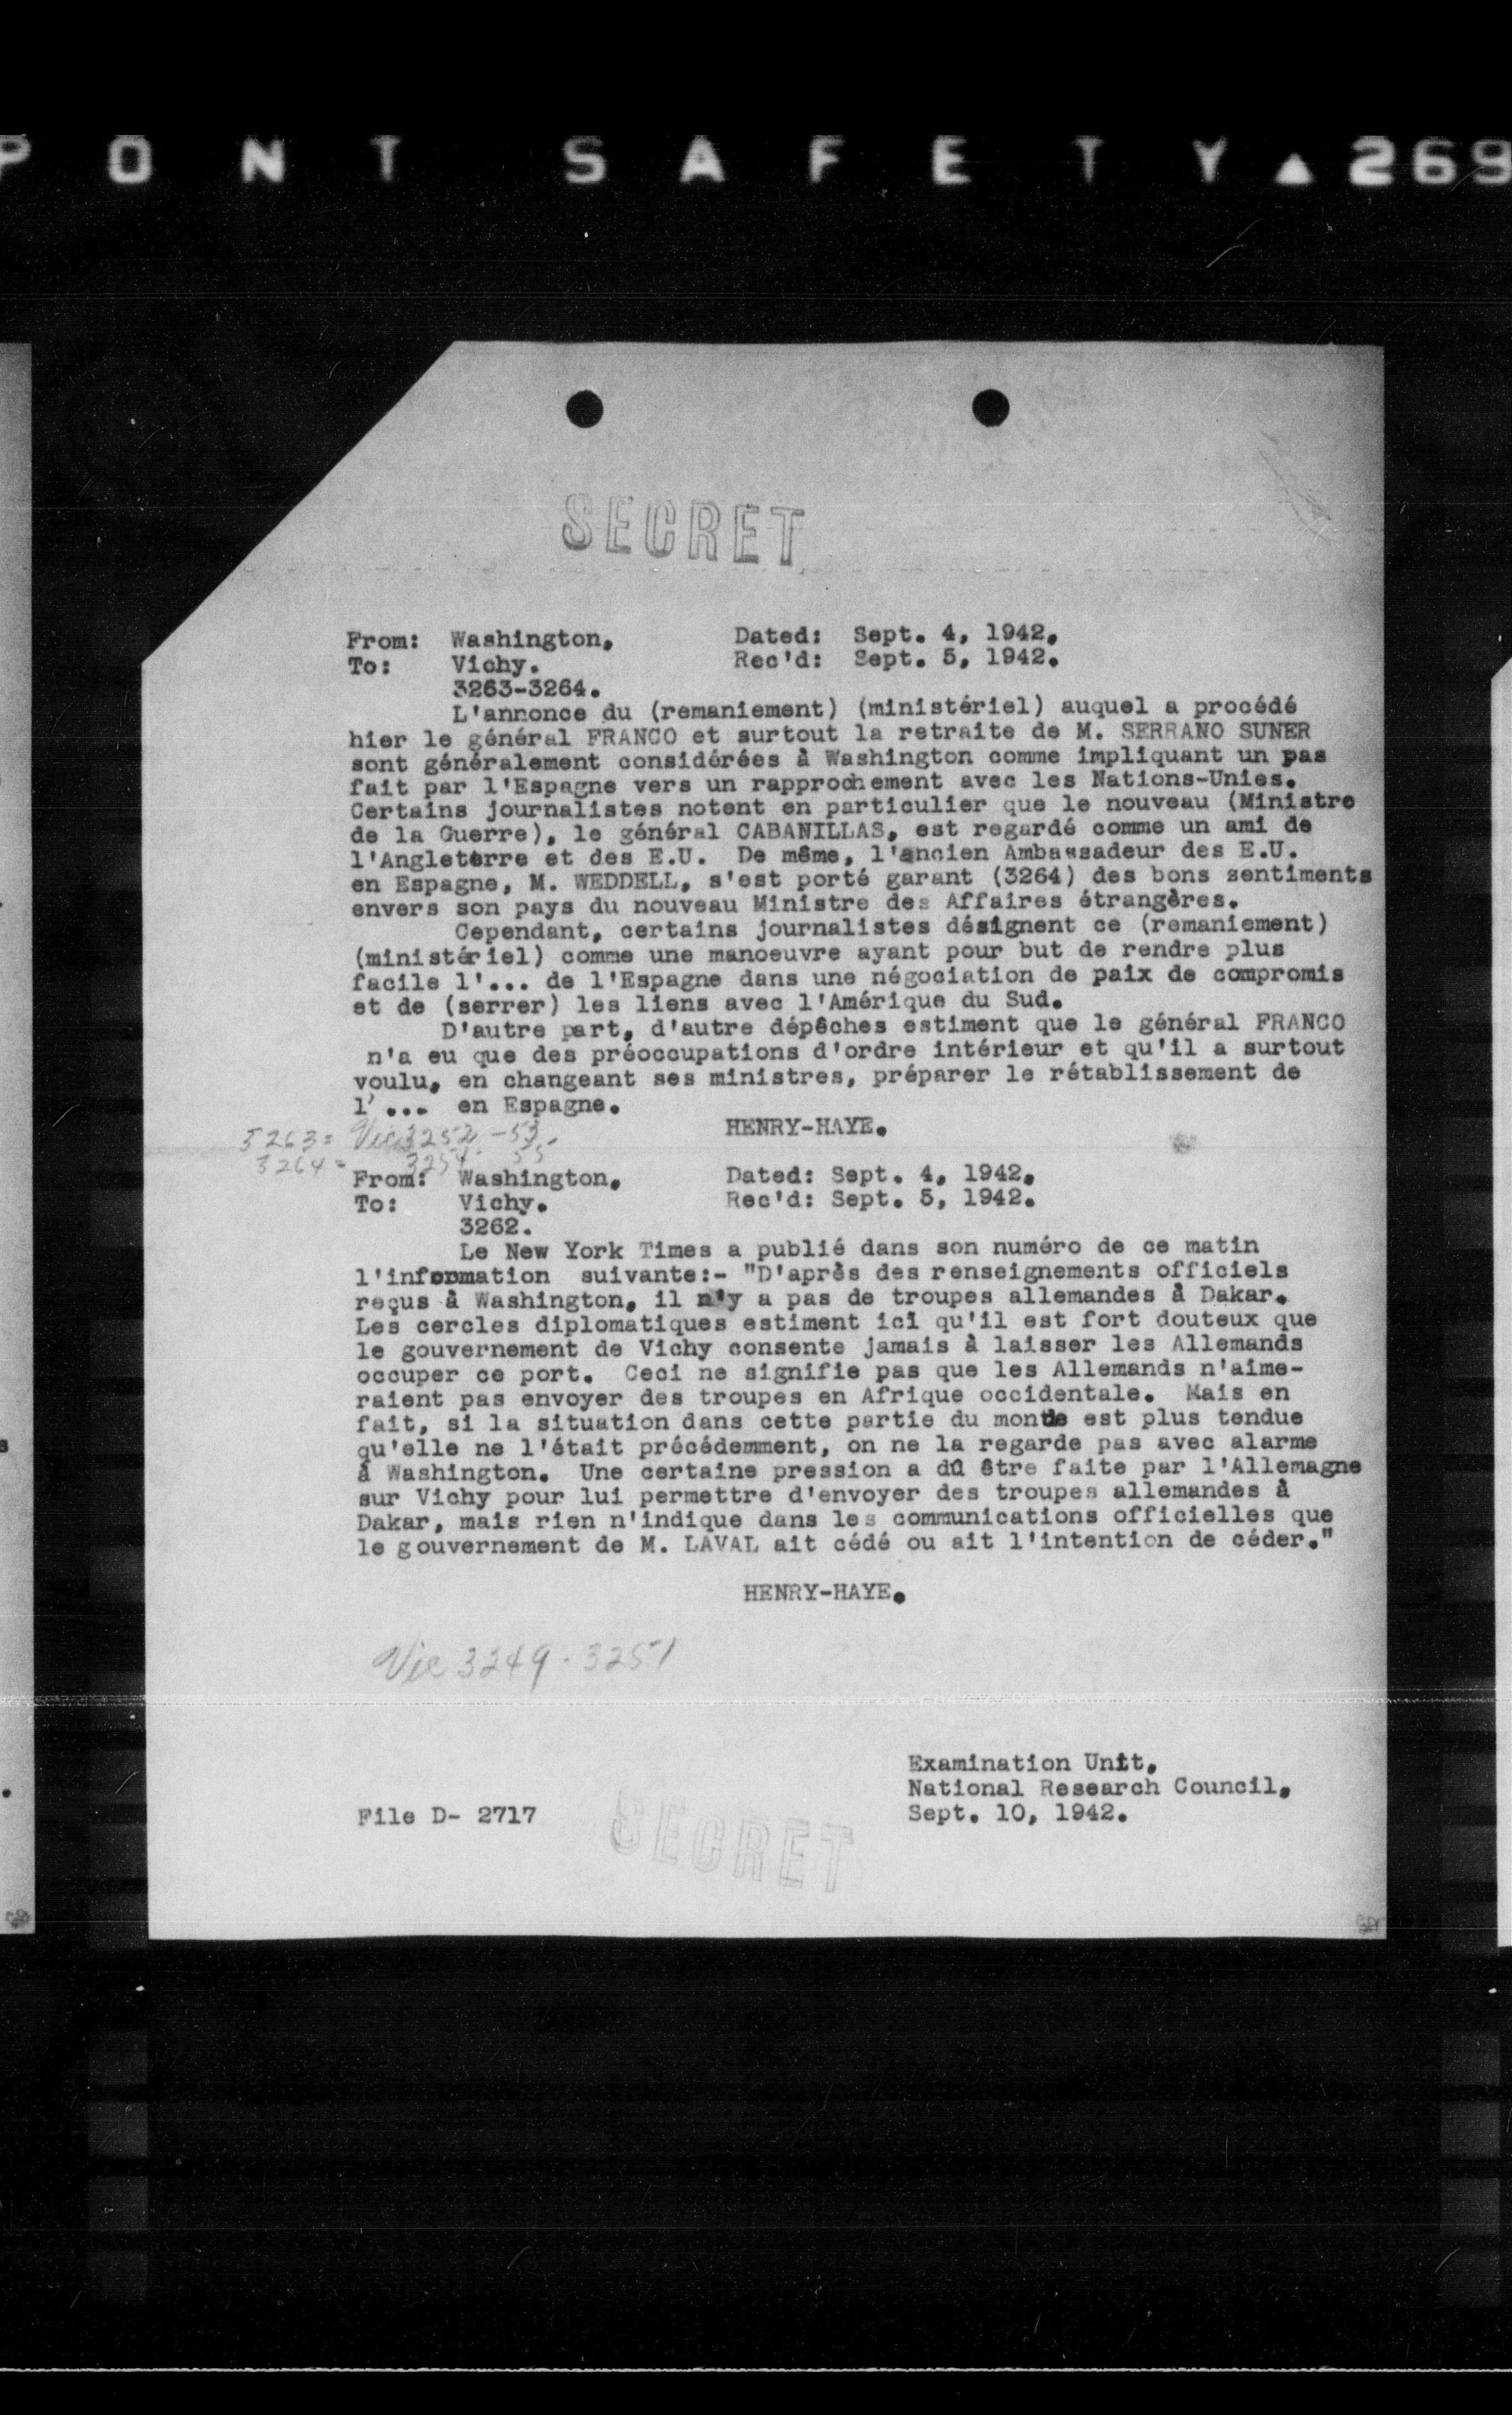 PONT SAFETY▲269
SECRET
From: Washington. Dated: Sept. 4, 1942.
To: Vichy. Rec'd: Sept. 5, 1942.
3263-3264.
L'annonce du (remaniement) (ministériel) auquel a procédé
hier le général FRANCO et surtout la retraite de M. SERRANO SUNER
sont généralement considérées à Washington comme impliquant un pas
fait par l'Espagne vers un rapprochement avec les Nations-Unies.
Certains journalistes notent en particulier que le nouveau (Ministre
de la Guerre), le général CABANILLAS, est regardé comme un ami de
l'Angleterre et des E.U. De même, l'ancien Ambassadeur des E.U.
en Espagne, M. WEDDELL, s'est porté garant (3264) des bons sentiments
envers son pays du nouveau Ministre des Affaires étrangères.
Cependant, certains journalistes désignent ce (remaniement)
(ministériel) comme une manoeuvre ayant pour but de rendre plus
facile l'... de l'Espagne dans une négociation de paix de compromis
et de (serrer) les liens avec l'Amérique du Sud.
D'autre part, d'autre dépêches estiment que le général FRANCO
n'a eu que des préoccupations d'ordre intérieur et qu'il a surtout
voulu, en changeant ses ministres, préparer le rétablissement de
l' ... en Espagne.
HENRY-HAYE.
3263 = Vic 3252 - 53
3264 = 3254 - 55
From: Washington. Dated: Sept. 4, 1942.
To: Vichy. Rec'd: Sept. 5, 1942.
3262.
Le New York Times a publié dans son numéro de ce matin
l'information suivante:- "D'après des renseignements officiels
reçus à Washington, il n'y a pas de troupes allemandes à Dakar.
Les cercles diplomatiques estiment ici qu'il est fort douteux que
le gouvernement de Vichy consente jamais à laisser les Allemands
occuper ce port. Ceci ne signifie pas que les Allemands n'aime-
raient pas envoyer des troupes en Afrique occidentale. Mais en
fait, si la situation dans cette partie du monde est plus tendue
qu'elle ne l'était précédemment, on ne la regarde pas avec alarme
à Washington. Une certaine pression a dû être faite par l'Allemagne
sur Vichy pour lui permettre d'envoyer des troupes allemandes à
Dakar, mais rien n'indique dans les communications officielles que
le gouvernement de M. LAVAL ait cédé ou ait l'intention de céder."
HENRY-HAYE.
Vic 3249 - 3251
Examination Unit,
National Research Council,
File D- 2717 Sept. 10, 1942.
SECRET